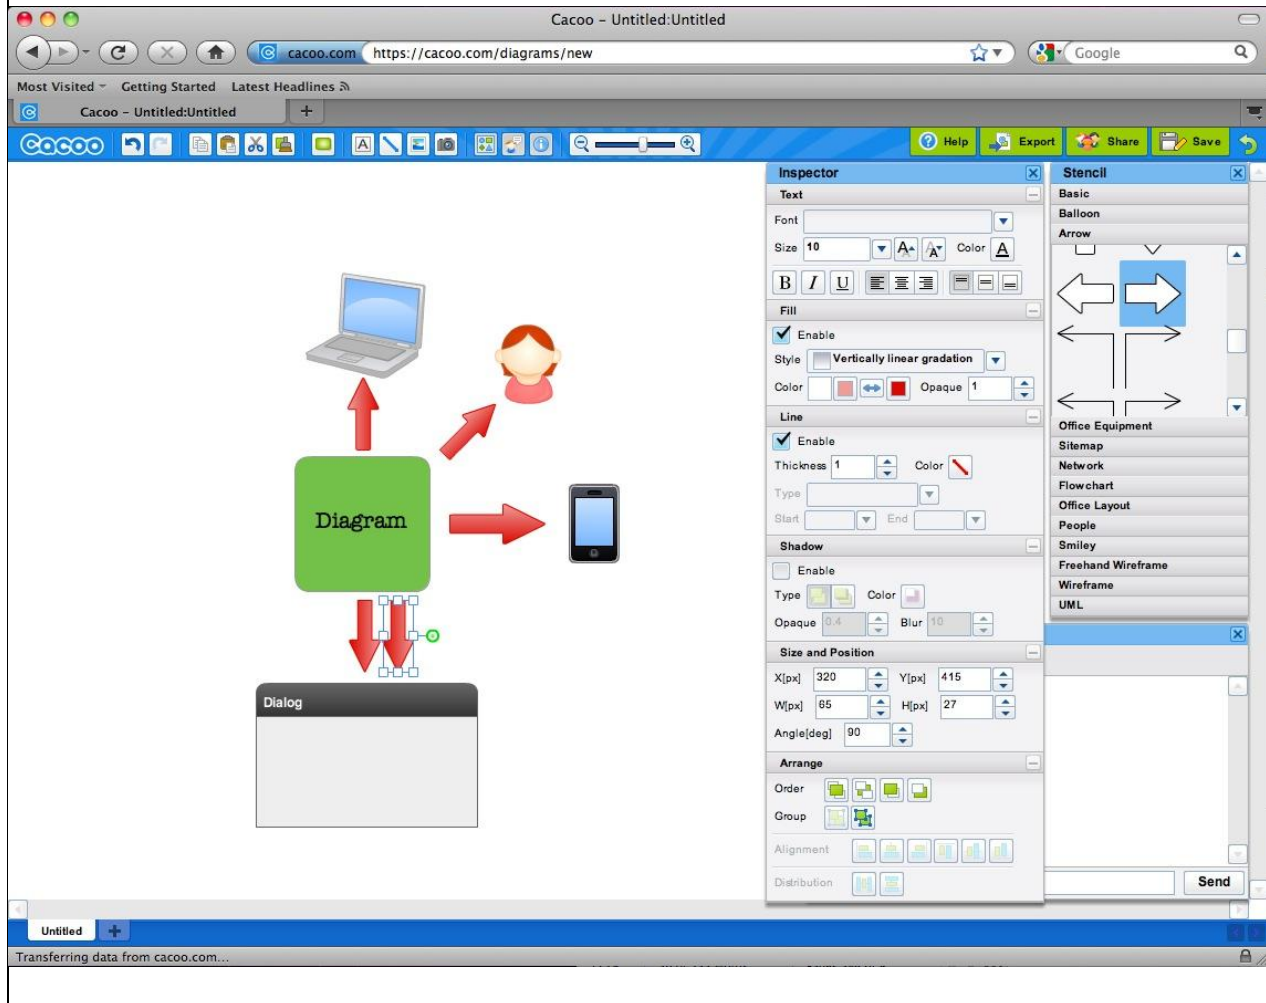 Cacoo – Untitled:Untitled
cacoo.com https://cacoo.com/diagrams/new Google
Most Visited Getting Started Latest Headlines
Cacoo – Untitled:Untitled +
Cacoo A Help Export Share Save
Inspector
Text
Font
Size 10 A A Color A
B I U
Fill
Enable
Style Vertically linear gradation
Color Opaque 1
Line
Enable
Thickness 1 Color
Type
Start End
Shadow
Enable
Type Color
Opaque 0.4 Blur 10
Size and Position
X[px] 320 Y[px] 415
W[px] 65 H[px] 27
Angle[deg] 90
Arrange
Order
Group
Alignment
Distribution
Stencil
Basic
Balloon
Arrow
Office Equipment
Sitemap
Network
Flowchart
Office Layout
People
Smiley
Freehand Wireframe
Wireframe
UML
Diagram
Dialog
Send
Untitled +
Transferring data from cacoo.com...